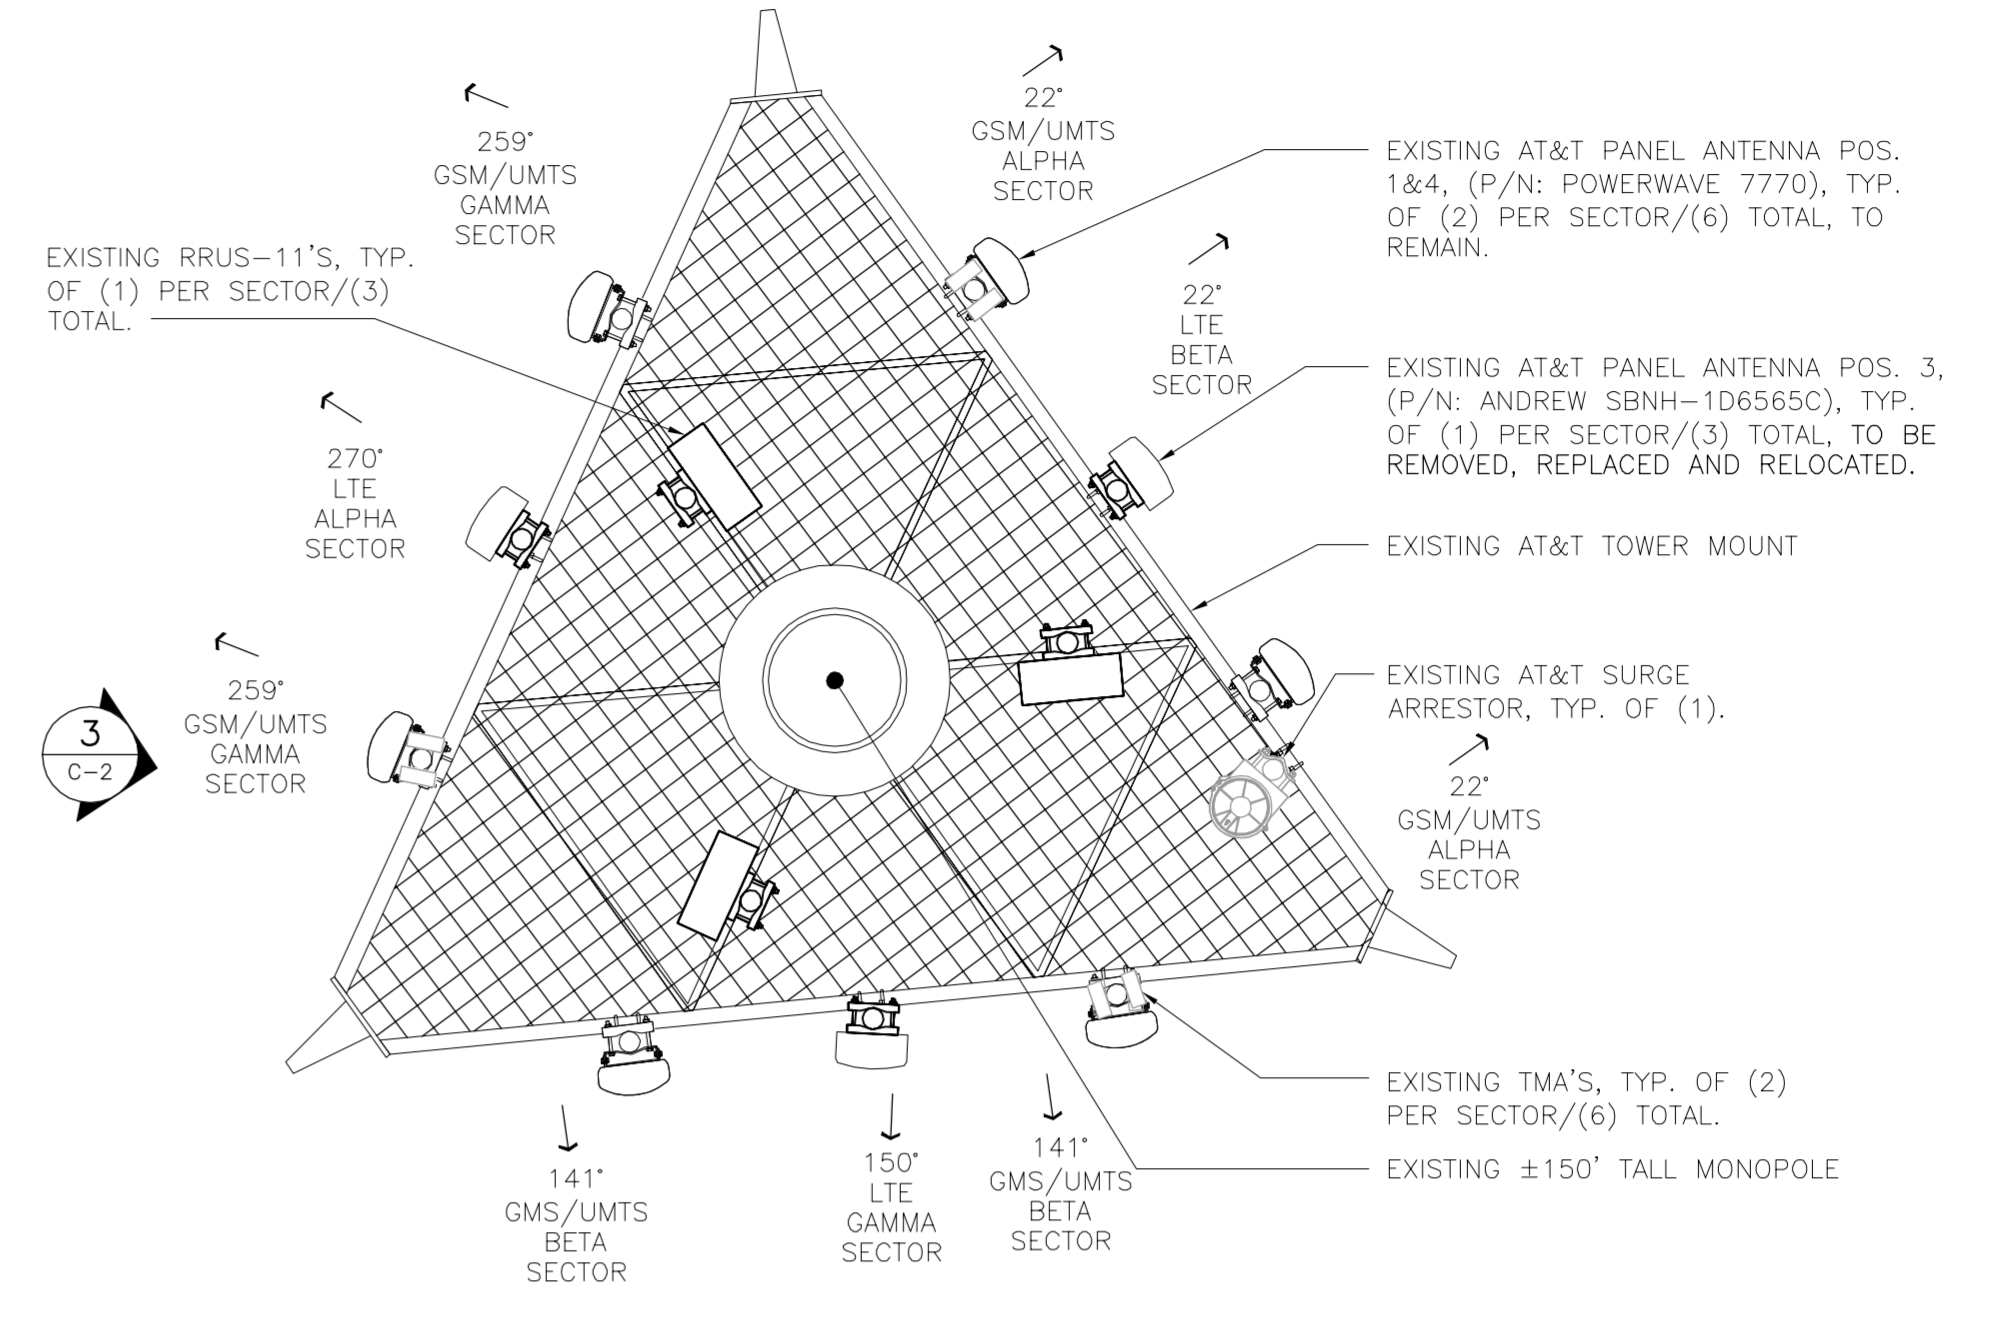 259°
GSM/UMTS
GAMMA
SECTOR
22°
GSM/UMTS
ALPHA
SECTOR
EXISTING AT&T PANEL ANTENNA POS.
1&4, (P/N: POWERWAVE 7770), TYP.
OF (2) PER SECTOR/(6) TOTAL, TO
REMAIN.
EXISTING RRUS-11'S, TYP.
OF (1) PER SECTOR/(3)
TOTAL.
22°
LTE
BETA
SECTOR
EXISTING AT&T PANEL ANTENNA POS. 3,
(P/N: ANDREW SBNH-1D6565C), TYP.
OF (1) PER SECTOR/(3) TOTAL, TO BE
REMOVED, REPLACED AND RELOCATED.
270°
LTE
ALPHA
SECTOR
EXISTING AT&T TOWER MOUNT
259°
GSM/UMTS
GAMMA
SECTOR
3
C-2
EXISTING AT&T SURGE
ARRESTOR, TYP. OF (1).
22°
GSM/UMTS
ALPHA
SECTOR
EXISTING TMA'S, TYP. OF (2)
PER SECTOR/(6) TOTAL.
EXISTING ±150' TALL MONOPOLE
141°
GMS/UMTS
BETA
SECTOR
150°
LTE
GAMMA
SECTOR
141°
GMS/UMTS
BETA
SECTOR